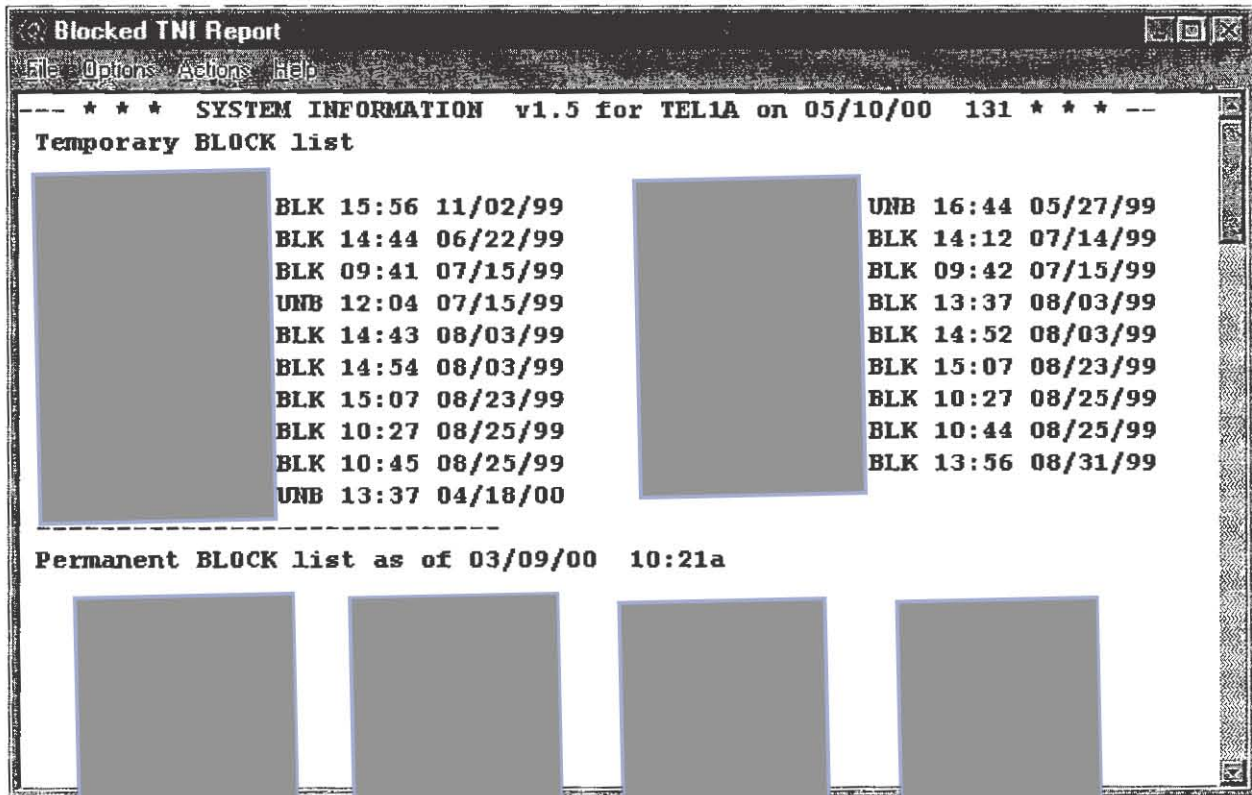 Blocked TNI Report
File Options Actions Help
--- * * * SYSTEM INFORMATION v1.5 for TEL1A on 05/10/00 131 * * * --
Temporary BLOCK list
BLK 15:56 11/02/99 UNB 16:44 05/27/99
BLK 14:44 06/22/99 BLK 14:12 07/14/99
BLK 09:41 07/15/99 BLK 09:42 07/15/99
UNB 12:04 07/15/99 BLK 13:37 08/03/99
BLK 14:43 08/03/99 BLK 14:52 08/03/99
BLK 14:54 08/03/99 BLK 15:07 08/23/99
BLK 15:07 08/23/99 BLK 10:27 08/25/99
BLK 10:27 08/25/99 BLK 10:44 08/25/99
BLK 10:45 08/25/99 BLK 13:56 08/31/99
UNB 13:37 04/18/00
------------------------------
Permanent BLOCK list as of 03/09/00 10:21a